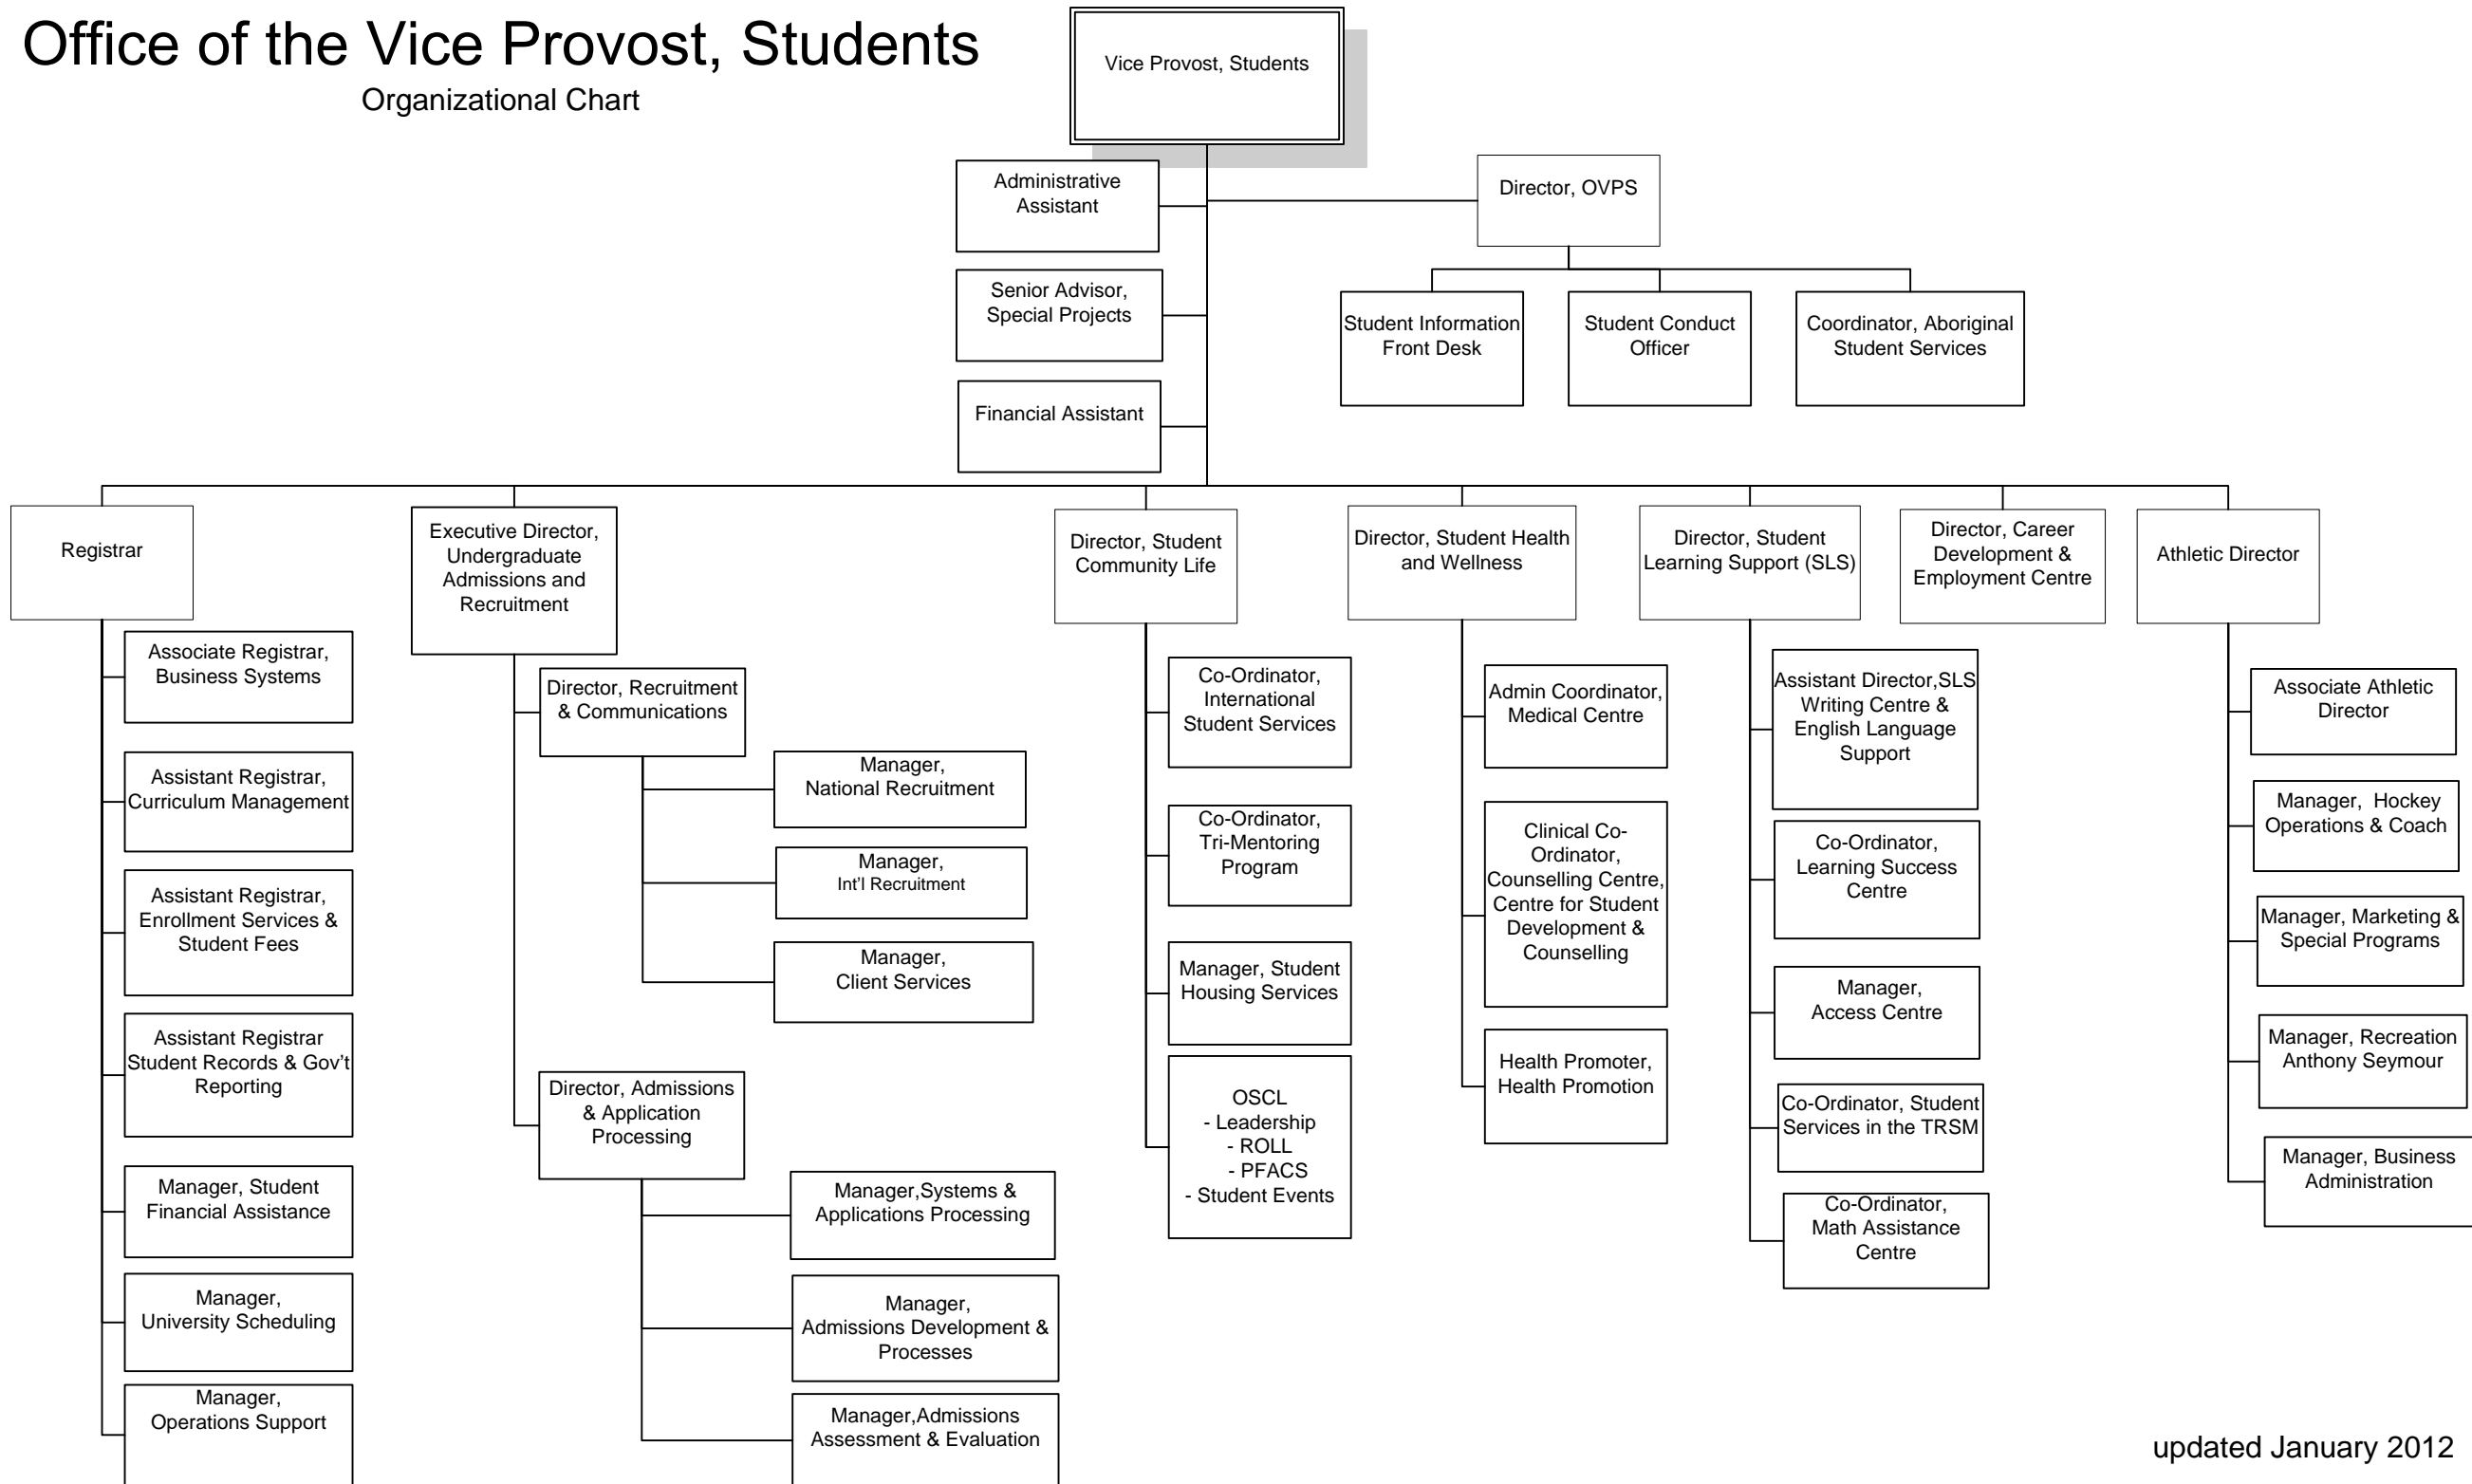 Office of the Vice Provost, Students
Organizational Chart
Vice Provost, Students
Administrative
Assistant
Director, OVPS
Senior Advisor,
Special Projects
Student Information
Front Desk
Student Conduct
Officer
Coordinator, Aboriginal
Student Services
Financial Assistant
Registrar
Associate Registrar,
Business Systems
Assistant Registrar,
Curriculum Management
Assistant Registrar,
Enrollment Services &
Student Fees
Assistant Registrar
Student Records & Gov't
Reporting
Manager, Student
Financial Assistance
Manager,
University Scheduling
Manager,
Operations Support
Executive Director,
Undergraduate
Admissions and
Recruitment
Director, Recruitment
& Communications
Manager,
National Recruitment
Manager,
Int'l Recruitment
Manager,
Client Services
Director, Admissions
& Application
Processing
Manager,Systems &
Applications Processing
Manager,
Admissions Development &
Processes
Manager,Admissions
Assessment & Evaluation
Director, Student
Community Life
Co-Ordinator,
International
Student Services
Co-Ordinator,
Tri-Mentoring
Program
Manager, Student
Housing Services
OSCL
- Leadership
- ROLL
- PFACS
- Student Events
Director, Student Health
and Wellness
Admin Coordinator,
Medical Centre
Clinical Co-
Ordinator,
Counselling Centre,
Centre for Student
Development &
Counselling
Health Promoter,
Health Promotion
Director, Student
Learning Support (SLS)
Assistant Director,SLS
Writing Centre &
English Language
Support
Co-Ordinator,
Learning Success
Centre
Manager,
Access Centre
Co-Ordinator, Student
Services in the TRSM
Co-Ordinator,
Math Assistance
Centre
Director, Career
Development &
Employment Centre
Athletic Director
Associate Athletic
Director
Manager,  Hockey
Operations & Coach
Manager, Marketing &
Special Programs
Manager, Recreation
Anthony Seymour
Manager, Business
Administration
updated January 2012